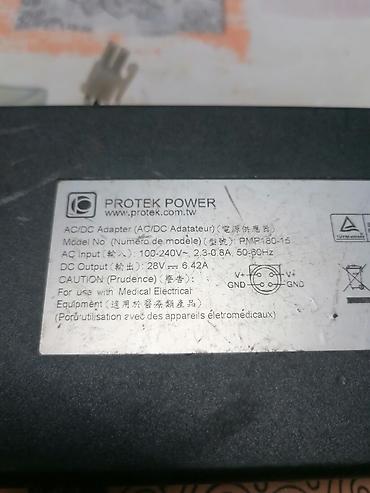 PROTEK POWER
www.protek.com.tw
AC/DC Adapter (AC/DC Adatateur) (電源供應器)
Model No. (Numéro de modèle) (型號): PMP180-15
AC Input (輸入): 100-240V~, 2.3-0.8A, 50-60Hz
DC Output (輸出): 28V⎓ 6.42A
CAUTION (Prudence) (警告):
For use with Medical Electrical
Equipment (適用於醫療類產品)
(Pour utilisation avec des appareils életromédicaux)
V+ V+
GND GND